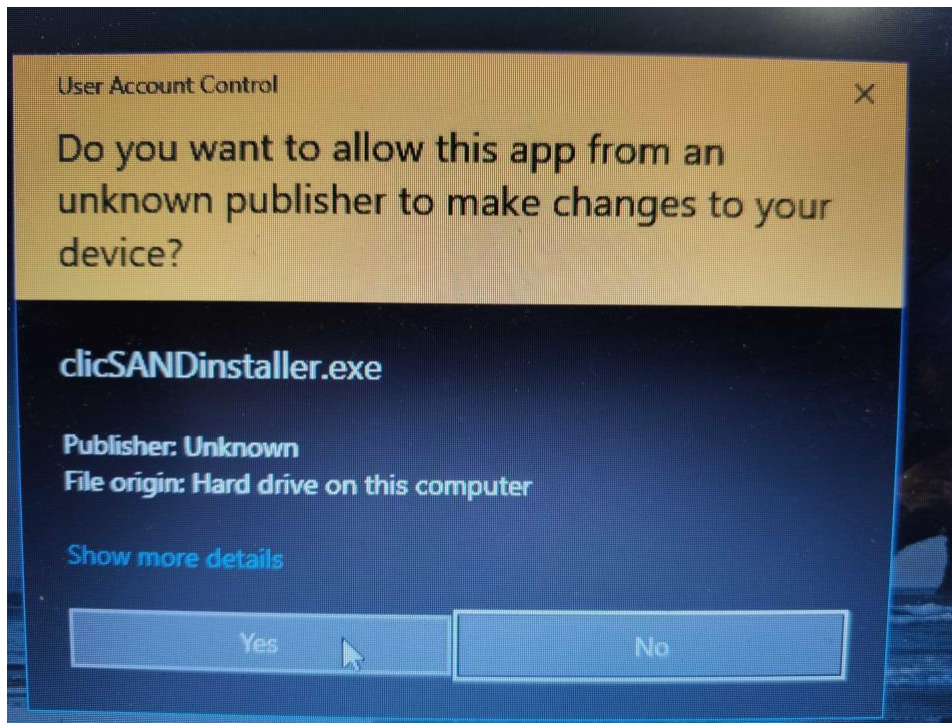 User Account Control
Do you want to allow this app from an
unknown publisher to make changes to your
device?
clicSANDinstaller.exe
Publisher: Unknown
File origin: Hard drive on this computer
Show more details
Yes
No